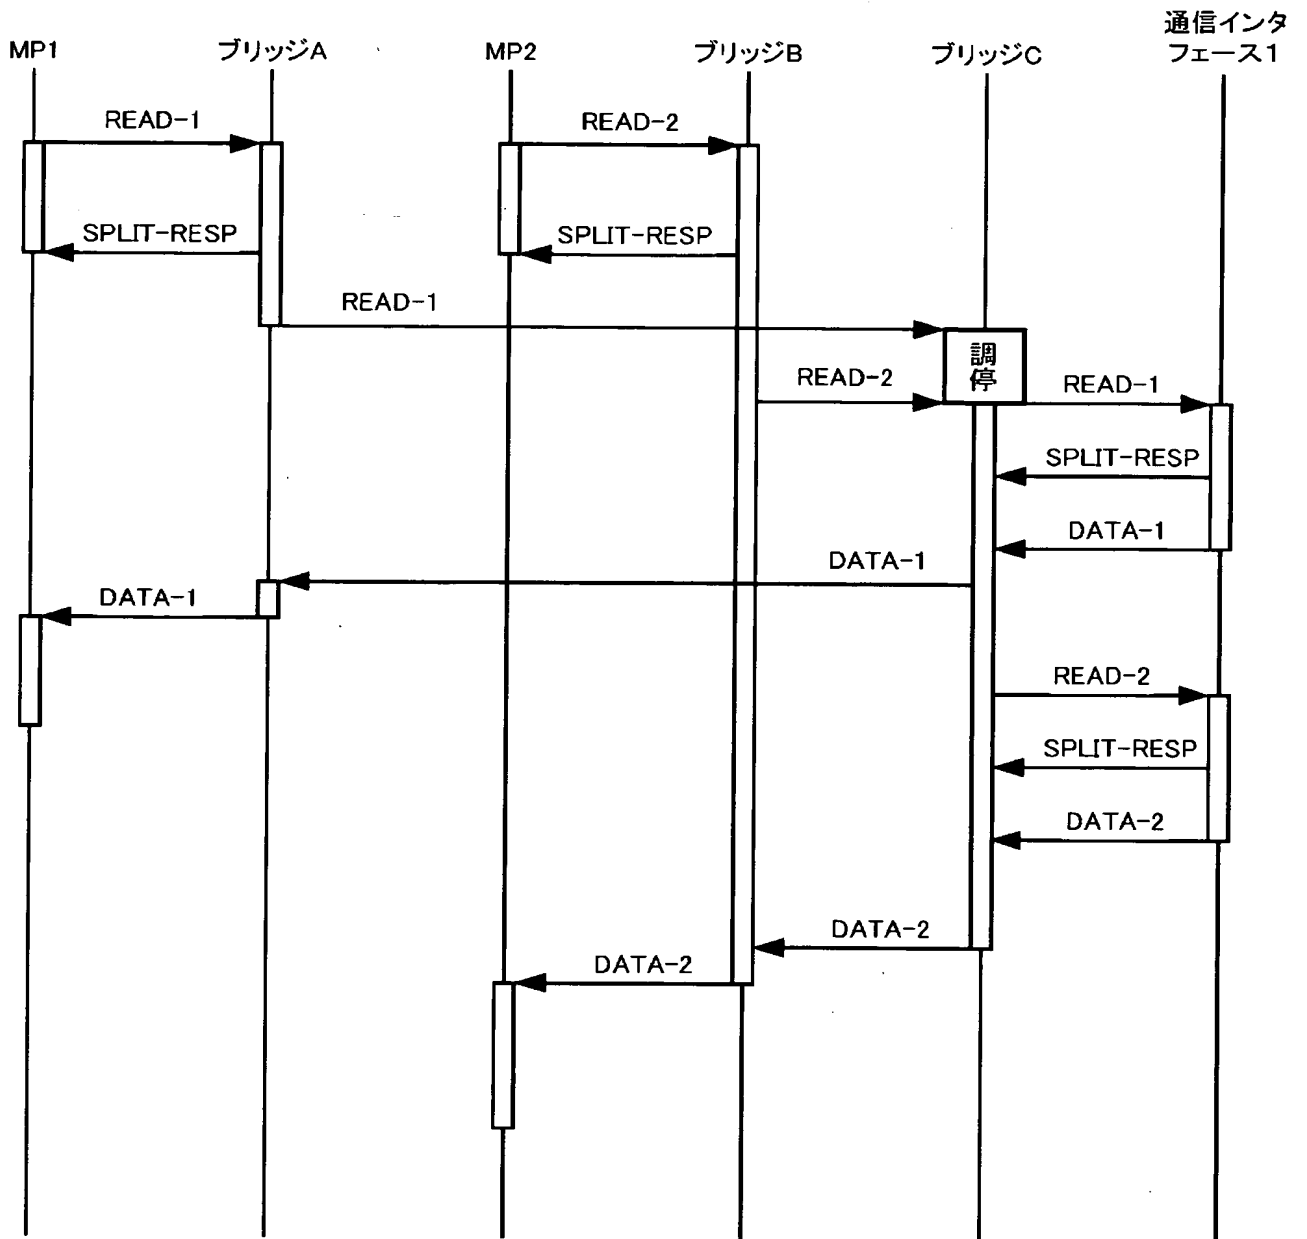 MP1
ブリッジA
MP2
ブリッジB
ブリッジC
通信インタ
フェース1
READ-1
READ-2
SPLIT-RESP
SPLIT-RESP
READ-1
調
停
READ-2
READ-1
SPLIT-RESP
DATA-1
DATA-1
DATA-1
READ-2
SPLIT-RESP
DATA-2
DATA-2
DATA-2